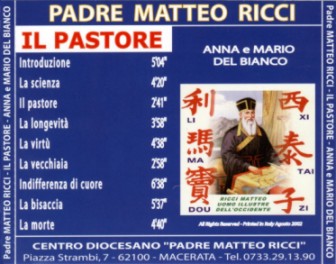 PADRE MATTEO RICCI
IL PASTORE
ANNA e MARIO
DEL BIANCO
Introduzione 5'04"
La scienza 4'20"
Il pastore 2'41"
La longevità 3'58"
La virtù 4'38"
La vecchiaia 2'58"
Indifferenza di cuore 6'38"
La bisaccia 5'37"
La morte 4'40"
利 西
LI XI
瑪 泰
MA TAI
竇 子
DOU ZI
RICCI MATTEO
UOMO ILLUSTRE
DELL'OCCIDENTE
All Rights Reserved - Printed in Italy Agosto 2002
CENTRO DIOCESANO "PADRE MATTEO RICCI"
Piazza Strambi, 7 - 62100 - MACERATA - Tel. 0733.29.13.90
Padre MATTEO RICCI - IL PASTORE - ANNA e MARIO DEL BIANCO
Padre MATTEO RICCI - IL PASTORE - ANNA e MARIO DEL BIANCO